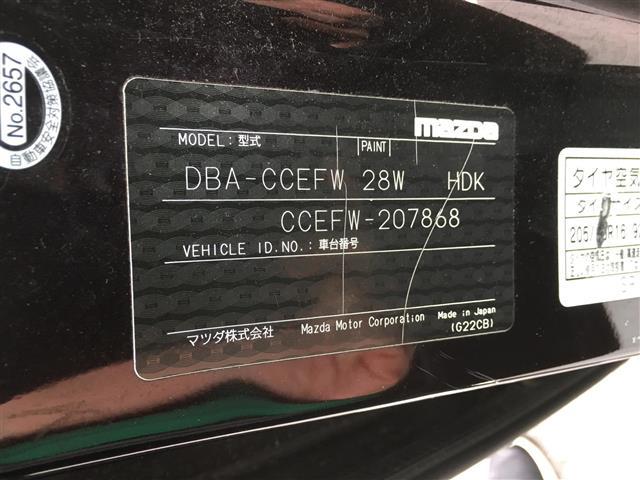 No.2657
mazda
MODEL: 型式 PAINT
DBA-CCEFW 28W HDK
CCEFW-207868
VEHICLE ID.NO.: 車台番号
マツダ株式会社 Mazda Motor Corporation Made in Japan
(G22CB)
タイヤ空気